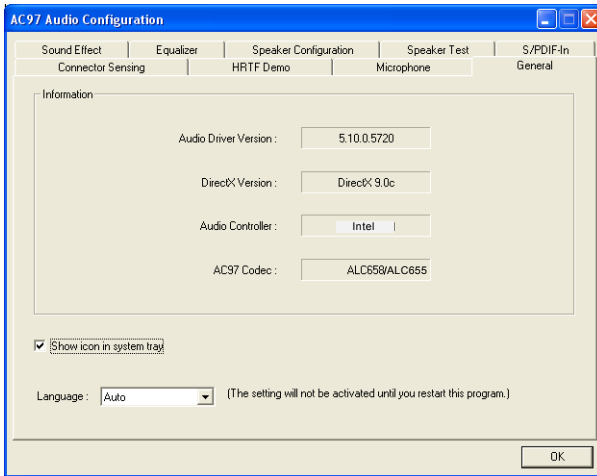 AC97 Audio Configuration
Sound Effect Equalizer Speaker Configuration Speaker Test S/PDIF-In
Connector Sensing HRTF Demo Microphone General
Information
Audio Driver Version : 5.10.0.5720
DirectX Version : DirectX 9.0c
Audio Controller : Intel
AC97 Codec : ALC658/ALC655
Show icon in system tray
Language : Auto (The setting will not be activated until you restart this program.)
OK